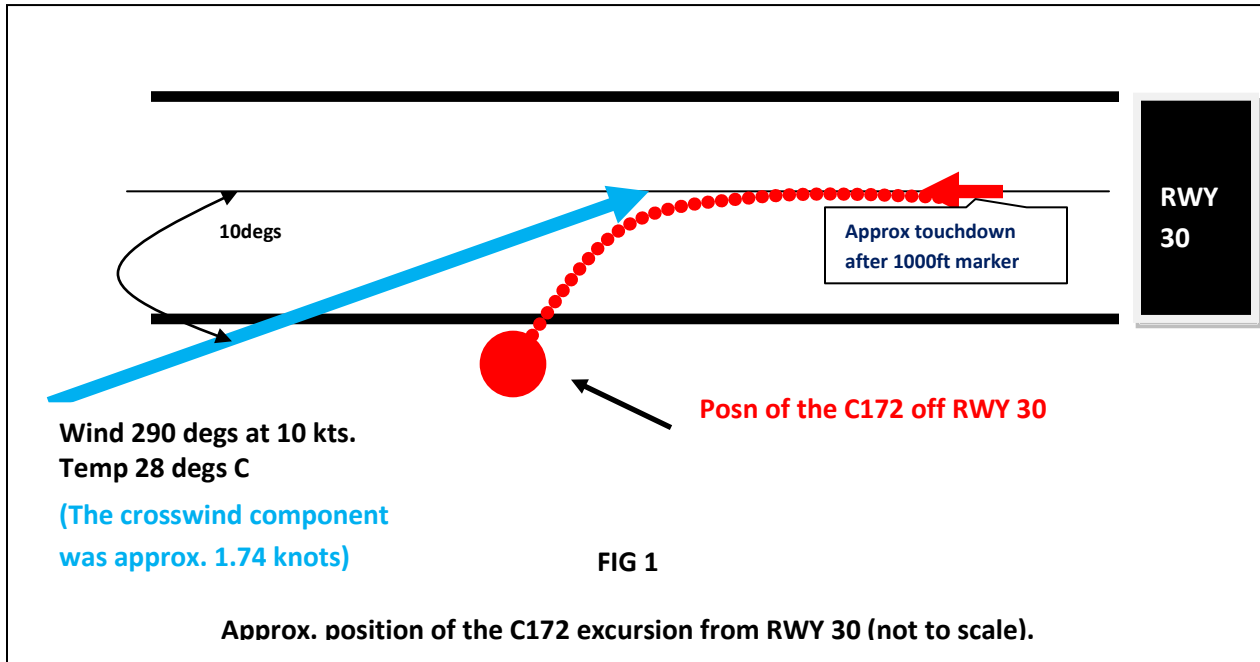 RWY
30
10degs
Approx touchdown
after 1000ft marker
Posn of the C172 off RWY 30
Wind 290 degs at 10 kts.
Temp 28 degs C
(The crosswind component
was approx. 1.74 knots)
FIG 1
Approx. position of the C172 excursion from RWY 30 (not to scale).